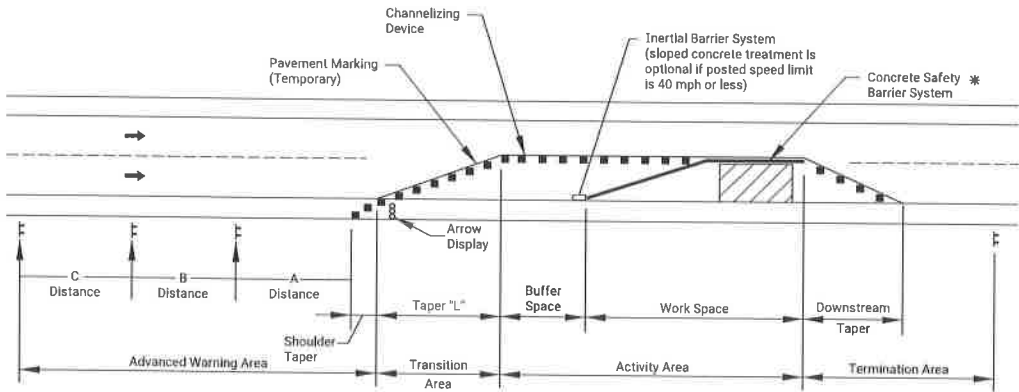 Channelizing
Device
Pavement Marking
(Temporary)
Inertial Barrier System
(sloped concrete treatment is
optional if posted speed limit
is 40 mph or less)
Concrete Safety *
Barrier System
Arrow
Display
C
Distance
B
Distance
A
Distance
Shoulder
Taper
Taper "L"
Buffer
Space
Work Space
Downstream
Taper
Advanced Warning Area
Transition
Area
Activity Area
Termination Area